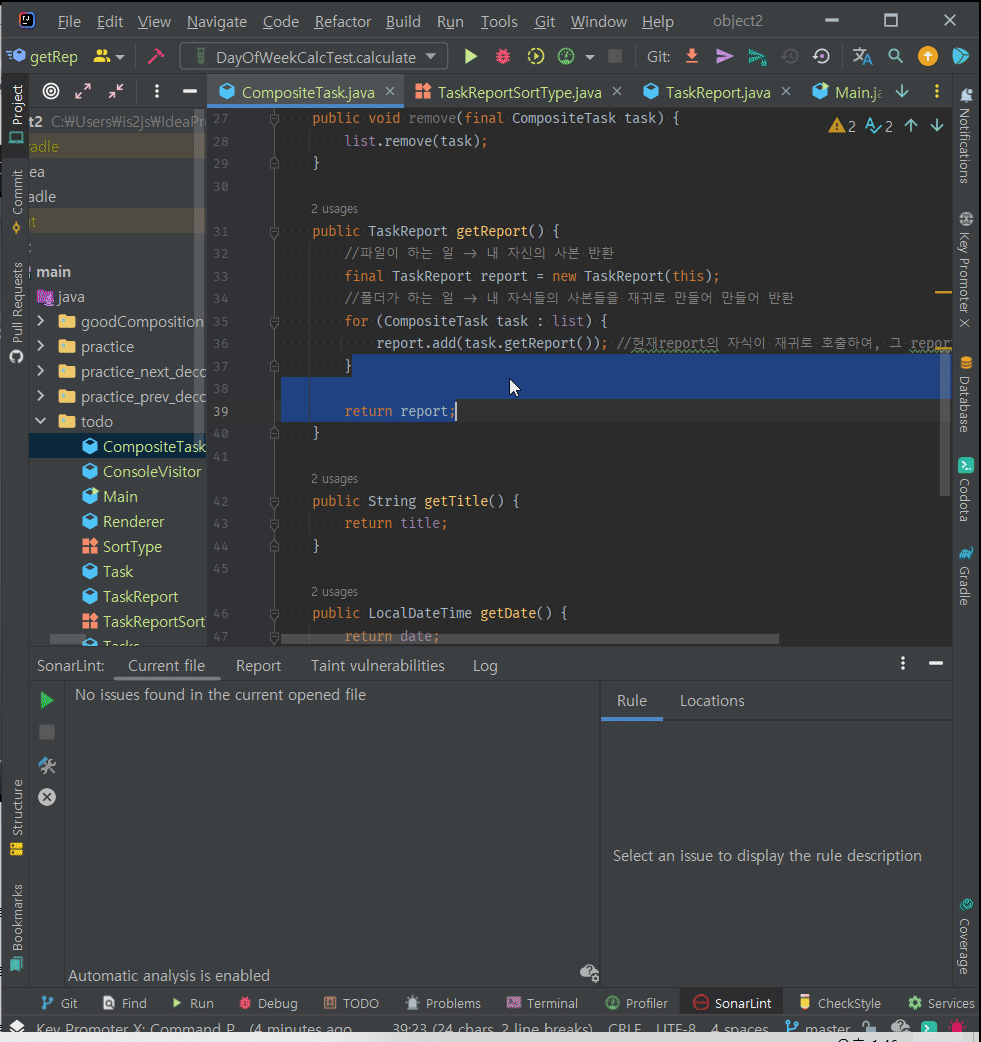 File Edit View Navigate Code Refactor Build Run Tools Git Window Help object2
getRep DayOfWeekCalcTest.calculate Git:
Project
Commit
Pull Requests
Structure
Bookmarks
t2 C:₩Users₩is2js₩IdeaPr
adle
ea
adle
t
main
java
goodComposition
practice
practice_next_deco
practice_prev_deco
todo
CompositeTask
ConsoleVisitor
Main
Renderer
SortType
Task
TaskReport
TaskReportSort
Tasks
CompositeTask.java TaskReportSortType.java TaskReport.java Main.ja
2 2
27 public void remove(final CompositeTask task) {
28 list.remove(task);
29 }
30
2 usages
31 public TaskReport getReport() {
32 //파일이 하는 일 -> 내 자신의 사본 반환
33 final TaskReport report = new TaskReport(this);
34 //폴더가 하는 일 -> 내 자식들의 사본들을 재귀로 만들어 만들어 반환
35 for (CompositeTask task : list) {
36 report.add(task.getReport()); //현재report의 자식이 재귀로 호출하여, 그 repor
37 }
38
39 return report;
40 }
41
2 usages
42 public String getTitle() {
43 return title;
44 }
45
2 usages
46 public LocalDateTime getDate() {
47 return date;
Notifications
Key Promoter X
Database
Codota
Gradle
Coverage
SonarLint: Current file Report Taint vulnerabilities Log
No issues found in the current opened file
Rule Locations
Select an issue to display the rule description
Automatic analysis is enabled
Git Find Run Debug TODO Problems Terminal Profiler SonarLint CheckStyle Services
Key Promoter X: Command P... (4 minutes ago 39:23 (24 chars, 2 line breaks) CRLF UTF-8 4 spaces master